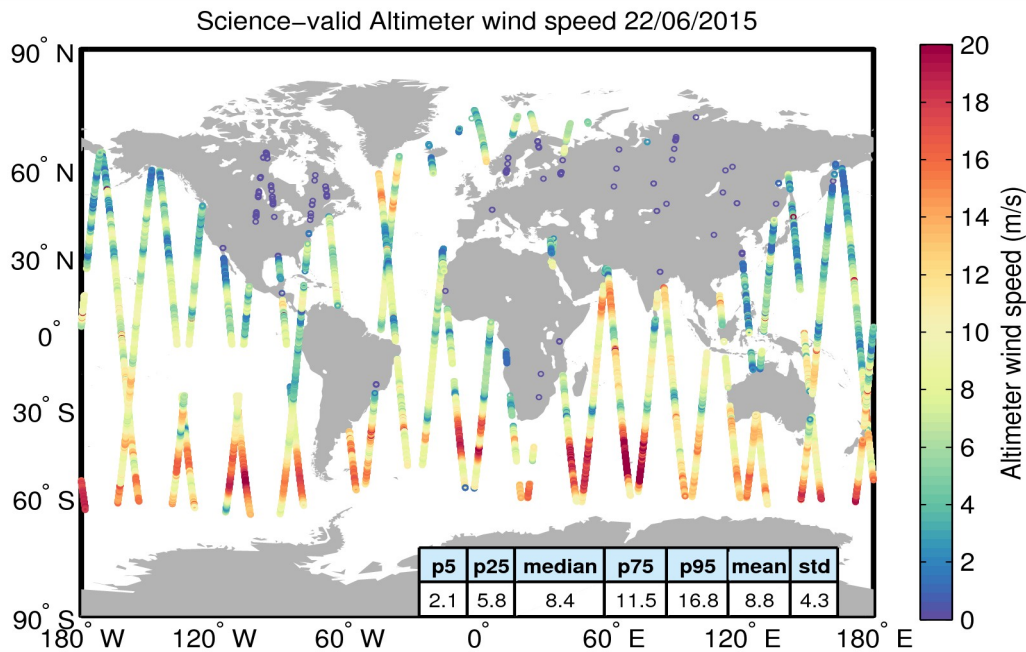 Science−valid Altimeter wind speed 22/06/2015
90° N
60° N
30° N
0°
30° S
60° S
90° S
180° W
120° W
60° W
0°
60° E
120° E
180° E
p5 p25 median p75 p95 mean std
2.1 5.8 8.4 11.5 16.8 8.8 4.3
20
18
16
14
12
10
8
6
4
2
0
Altimeter wind speed (m/s)